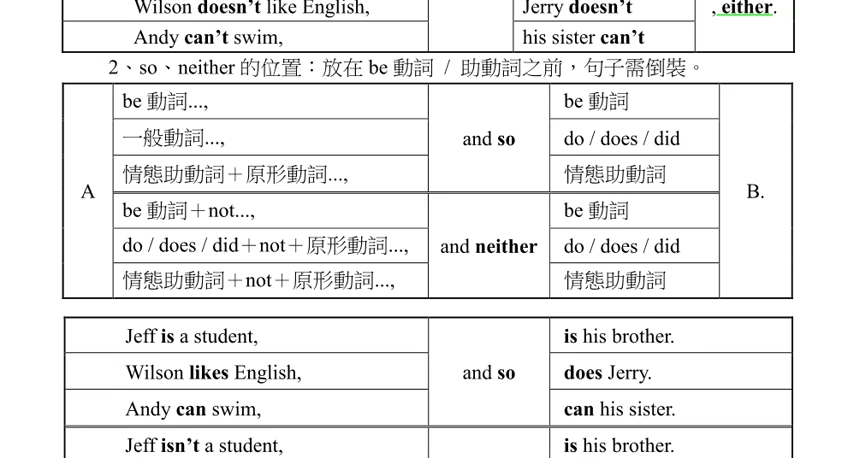 Wilson doesn't like English, Jerry doesn't , either.
Andy can't swim, his sister can't
2、so、neither 的位置：放在 be 動詞 / 助動詞之前，句子需倒裝。
be 動詞..., be 動詞
一般動詞..., and so do / does / did
情態助動詞＋原形動詞..., 情態助動詞
A B.
be 動詞＋not..., be 動詞
do / does / did＋not＋原形動詞..., and neither do / does / did
情態助動詞＋not＋原形動詞..., 情態助動詞
Jeff is a student, is his brother.
Wilson likes English, and so does Jerry.
Andy can swim, can his sister.
Jeff isn't a student, is his brother.